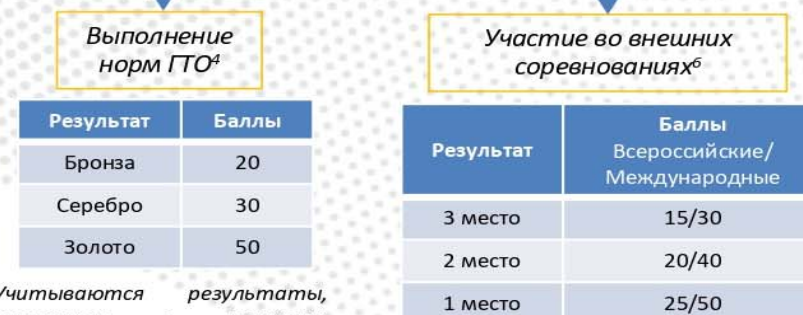 Выполнение
норм ГТО⁴
Результат Баллы
Бронза 20
Серебро 30
Золото 50
Учитываются результаты,
Участие во внешних
соревнованиях⁶
Результат Баллы
Всероссийские/
Международные
3 место 15/30
2 место 20/40
1 место 25/50